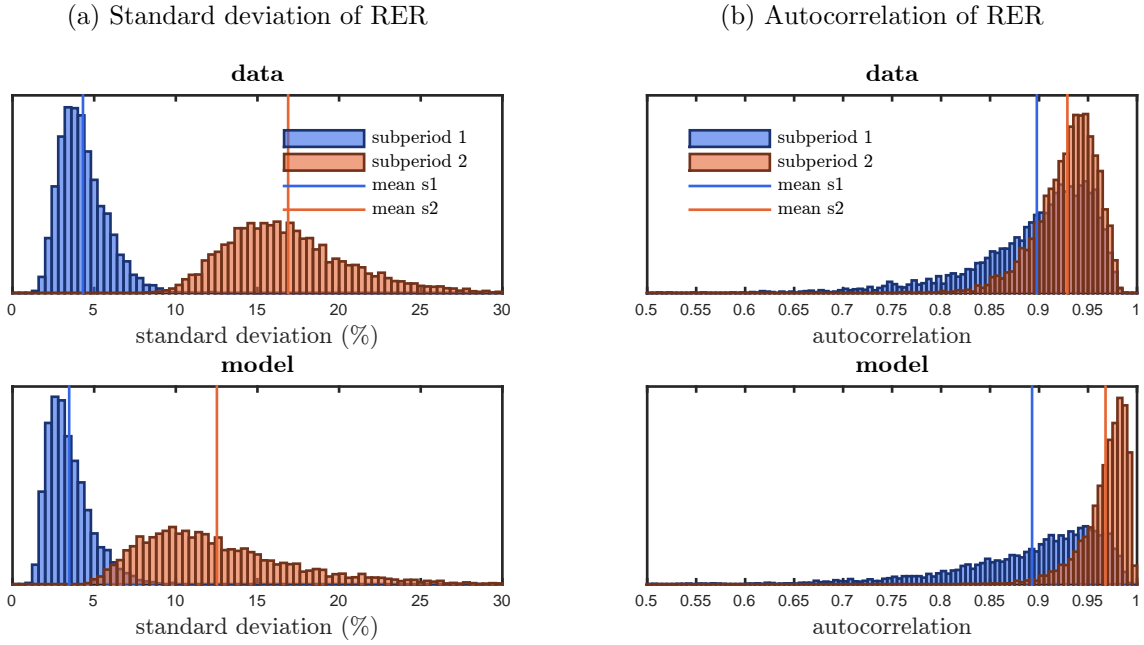 (a) Standard deviation of RER
(b) Autocorrelation of RER
data
subperiod 1
subperiod 2
mean s1
mean s2
0 5 10 15 20 25 30
standard deviation (%)
data
subperiod 1
subperiod 2
mean s1
mean s2
0.5 0.55 0.6 0.65 0.7 0.75 0.8 0.85 0.9 0.95 1
autocorrelation
model
0 5 10 15 20 25 30
standard deviation (%)
model
0.5 0.55 0.6 0.65 0.7 0.75 0.8 0.85 0.9 0.95 1
autocorrelation